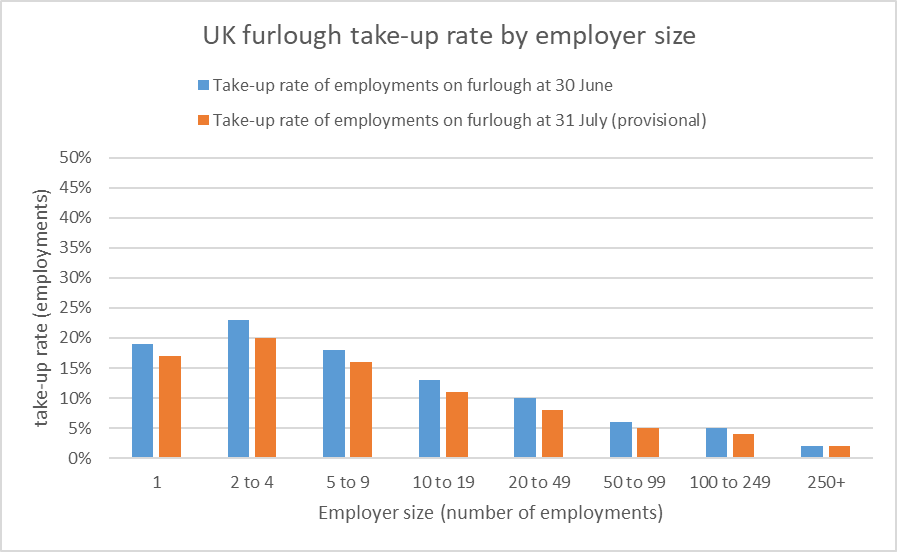 UK furlough take-up rate by employer size
Take-up rate of employments on furlough at 30 June
Take-up rate of employments on furlough at 31 July (provisional)
take-up rate (employments)
50%
45%
40%
35%
30%
25%
20%
15%
10%
5%
0%
1
2 to 4
5 to 9
10 to 19
20 to 49
50 to 99
100 to 249
250+
Employer size (number of employments)